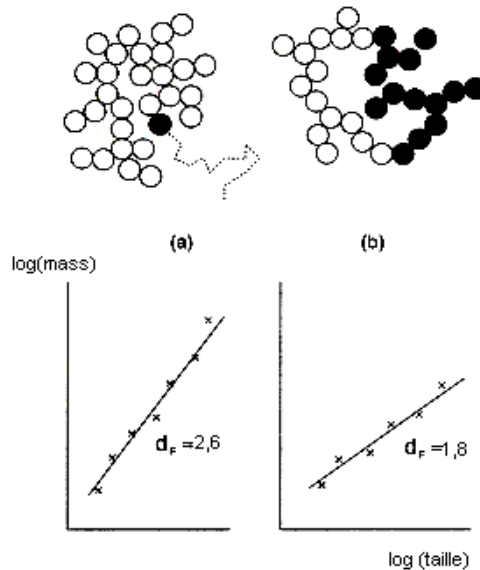 (a)
(b)
log(mass)
d_F=2,6
d_F=1,8
log (taille)